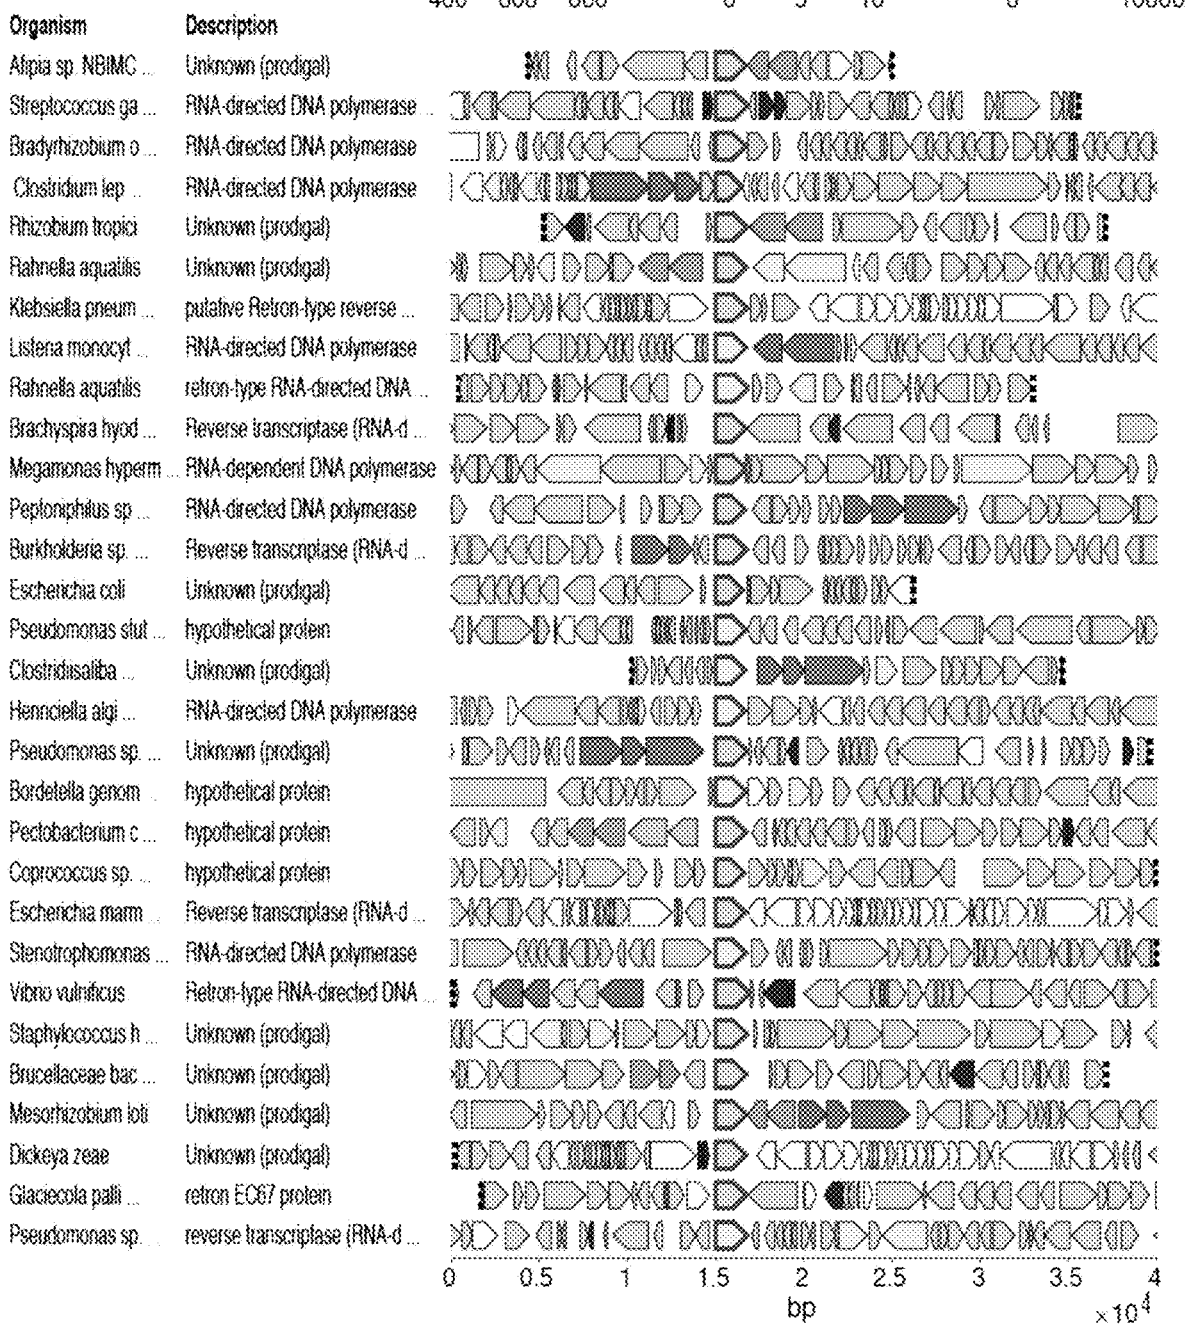 Organism Description
Afipia sp. NBIMC ... Unknown (prodigal)
Streptococcus ga ... RNA-directed DNA polymerase ...
Bradyrhizobium o ... RNA-directed DNA polymerase
Clostridium lep ... RNA-directed DNA polymerase
Rhizobium tropici Unknown (prodigal)
Rahnella aquatilis Unknown (prodigal)
Klebsiella pneum ... putative Retron-type reverse ...
Listeria monocyt ... RNA-directed DNA polymerase
Rahnella aquatilis retron-type RNA-directed DNA ...
Brachyspira hyod ... Reverse transcriptase (RNA-d ...
Megamonas hyperm ... RNA-dependent DNA polymerase
Peptoniphilus sp ... RNA-directed DNA polymerase
Burkholderia sp. ... Reverse transcriptase (RNA-d ...
Escherichia coli Unknown (prodigal)
Pseudomonas stut ... hypothetical protein
Clostridiisaliba ... Unknown (prodigal)
Henriciella algi ... RNA-directed DNA polymerase
Pseudomonas sp. ... Unknown (prodigal)
Bordetella genom ... hypothetical protein
Pectobacterium c ... hypothetical protein
Coprococcus sp. ... hypothetical protein
Escherichia marm ... Reverse transcriptase (RNA-d ...
Stenotrophomonas ... RNA-directed DNA polymerase
Vibrio vulnificus Retron-type RNA-directed DNA ...
Staphylococcus h ... Unknown (prodigal)
Brucellaceae bac ... Unknown (prodigal)
Mesorhizobium loti Unknown (prodigal)
Dickeya zeae Unknown (prodigal)
Glaciecola palli ... retron EC67 protein
Pseudomonas sp. ... reverse transcriptase (RNA-d ...
0 0.5 1 1.5 2 2.5 3 3.5 4
bp ×10⁴